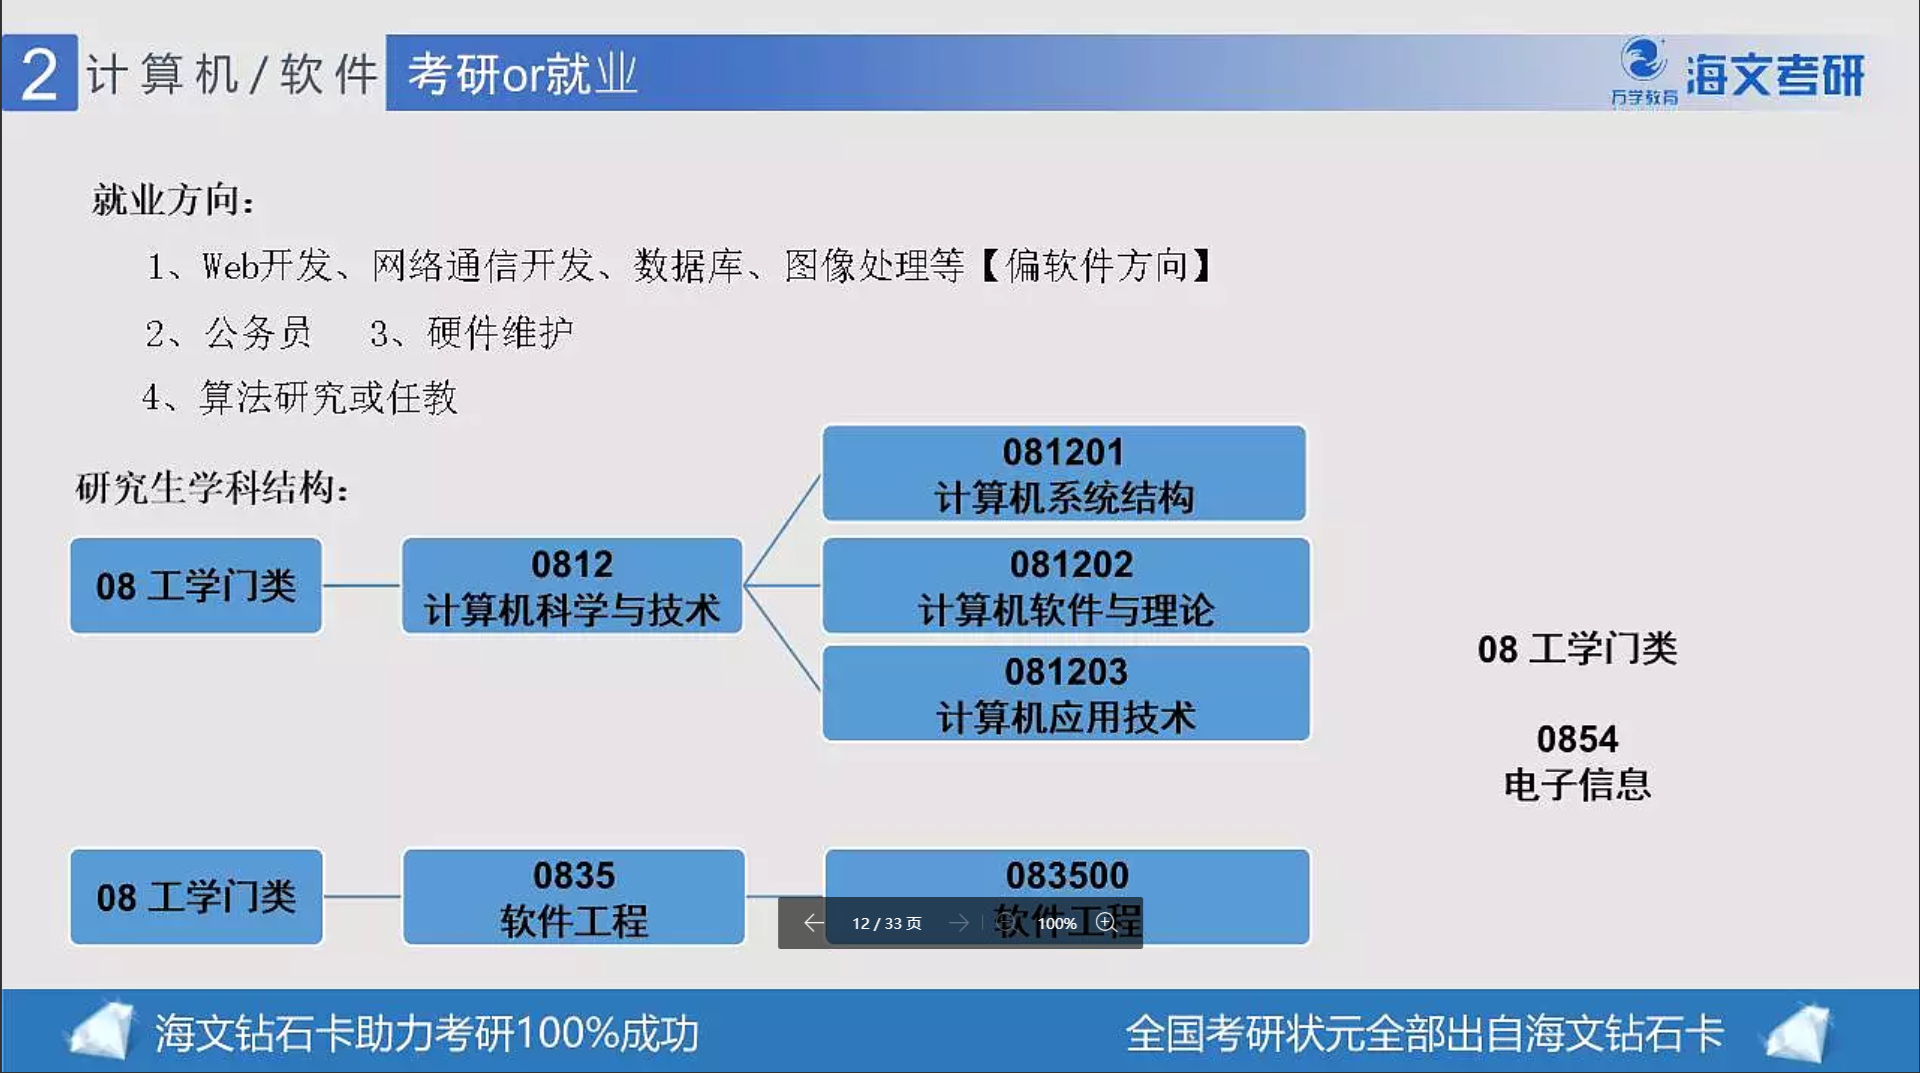 2 计算机/软件 考研or就业
万学教育 海文考研
就业方向：
1、Web开发、网络通信开发、数据库、图像处理等【偏软件方向】
2、公务员 3、硬件维护
4、算法研究或任教
研究生学科结构：
08 工学门类
0812
计算机科学与技术
081201
计算机系统结构
081202
计算机软件与理论
081203
计算机应用技术
08 工学门类
0854
电子信息
08 工学门类
0835
软件工程
083500
软件工程
12 / 33 页 100%
海文钻石卡助力考研100%成功
全国考研状元全部出自海文钻石卡